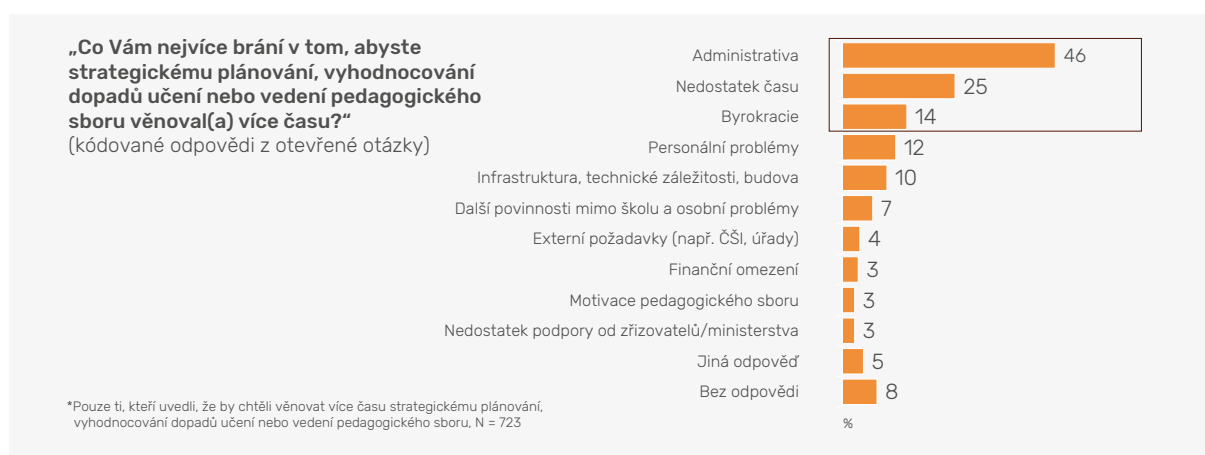 „Co Vám nejvíce brání v tom, abyste
strategickému plánování, vyhodnocování
dopadů učení nebo vedení pedagogického
sboru věnoval(a) více času?“
(kódované odpovědi z otevřené otázky)
Administrativa 46
Nedostatek času 25
Byrokracie 14
Personální problémy 12
Infrastruktura, technické záležitosti, budova 10
Další povinnosti mimo školu a osobní problémy 7
Externí požadavky (např. ČŠI, úřady) 4
Finanční omezení 3
Motivace pedagogického sboru 3
Nedostatek podpory od zřizovatelů/ministerstva 3
Jiná odpověď 5
Bez odpovědi 8
%
*Pouze ti, kteří uvedli, že by chtěli věnovat více času strategickému plánování,
vyhodnocování dopadů učení nebo vedení pedagogického sboru, N = 723